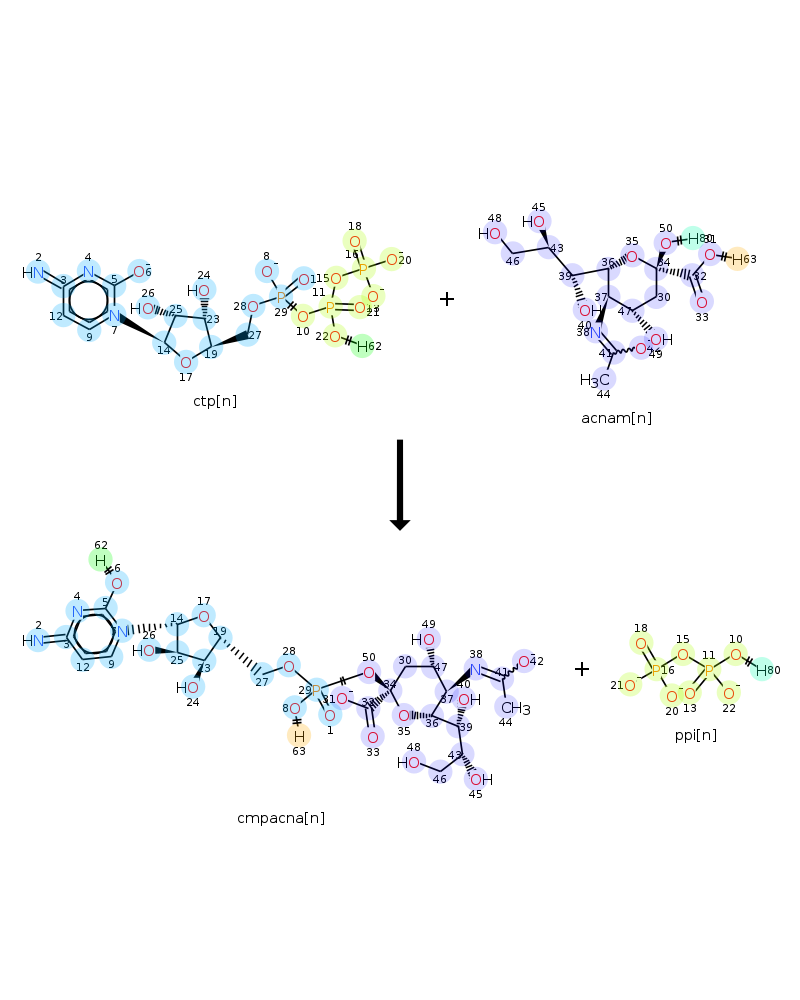 2
HN
3
4
N
5
O
-
6
12
9
N
7
26
HO
25
24
HO
23
14
O
17
19
27
28
O
8
O
-
P
29
O
1
O
10
11
P
O
13
22
O
H
62
15
O
16
P
18
O
O
-
20
O
-
21
ctp[n]
+
48
HO
46
45
HO
43
39
OH
40
36
35
O
37
N
38
41
H3C
44
O
42
47
OH
49
30
34
50
O
H
80
32
O
31
H
63
O
33
acnam[n]
62
H
O
6
5
4
N
2
HN
3
12
9
N
14
17
O
19
26
HO
25
23
HO
24
27
28
O
29
P
8
O
H
63
O
1
50
O
34
31
O
-
32
O
33
30
49
HO
47
35
O
36
37
38
N
41
O
-
42
CH3
44
40
OH
39
43
48
HO
46
OH
45
cmpacna[n]
+
18
O
15
O
P
16
21
O
-
O
-
20
11
P
O
13
10
O
H
80
O
-
22
ppi[n]